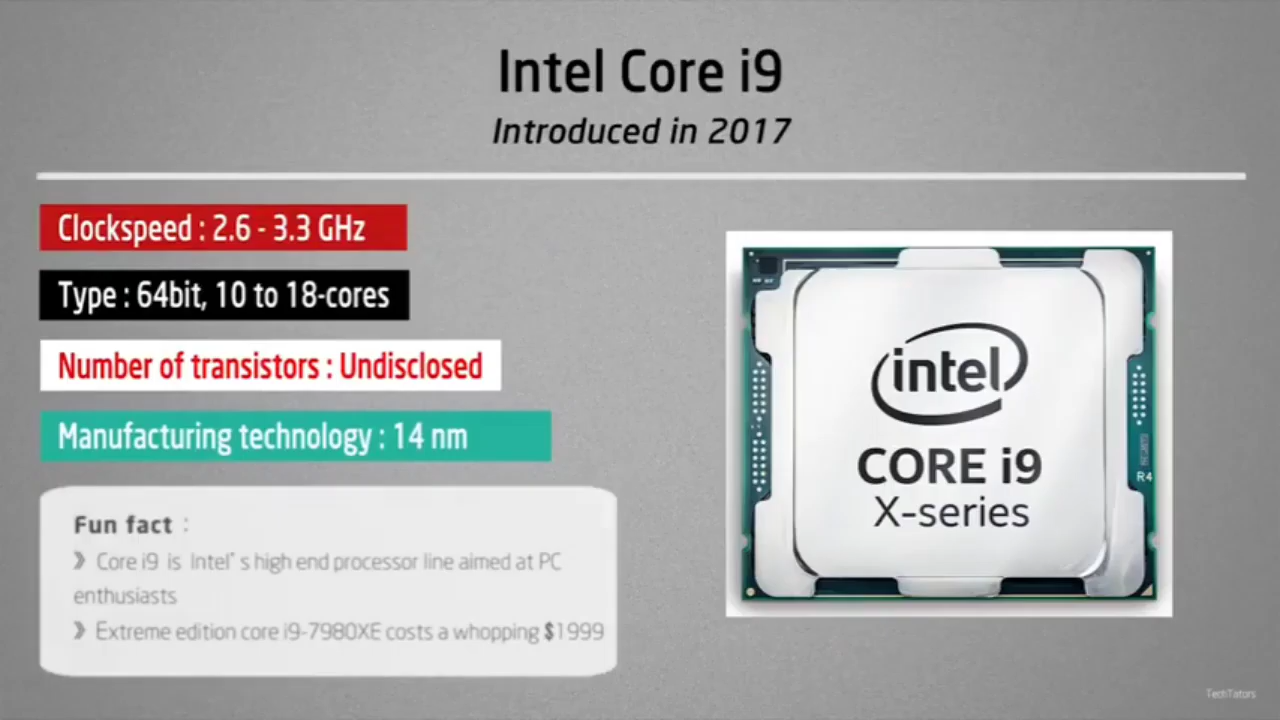 Intel Core i9
Introduced in 2017
Clockspeed : 2.6 - 3.3 GHz
Type : 64bit, 10 to 18-cores
Number of transistors : Undisclosed
Manufacturing technology : 14 nm
Fun fact :
》 Core i9 is Intel" s high end processor line aimed at PC
enthusiasts
》 Extreme edition core i9-7980XE costs a whopping $1999
intel
CORE i9
X-series
R4
TechTators